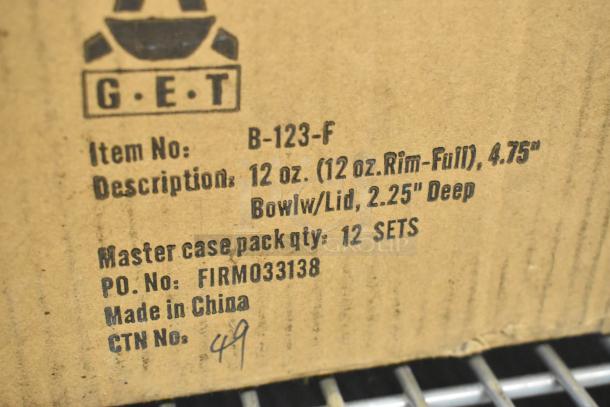 G·E·T
Item No: B-123-F
Description: 12 oz. (12 oz.Rim-Full), 4.75"
Bowlw/Lid, 2.25" Deep
Master case pack qty: 12 SETS
PO. No: FIRM033138
Made in China
CTN No. 49